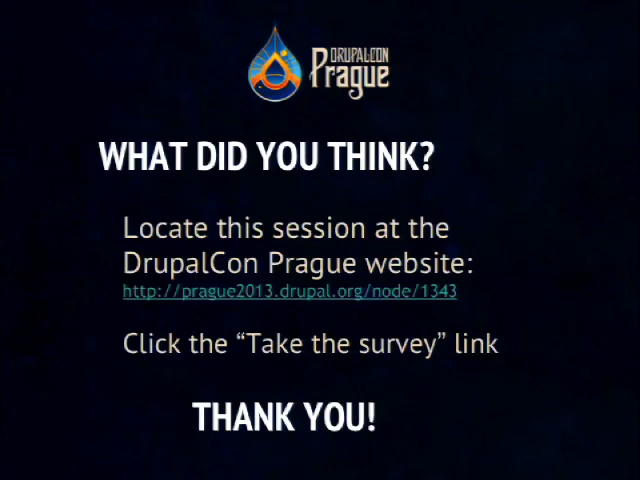 DRUPALCON
Prague
WHAT DID YOU THINK?
Locate this session at the
DrupalCon Prague website:
http://prague2013.drupal.org/node/1343
Click the “Take the survey” link
THANK YOU!